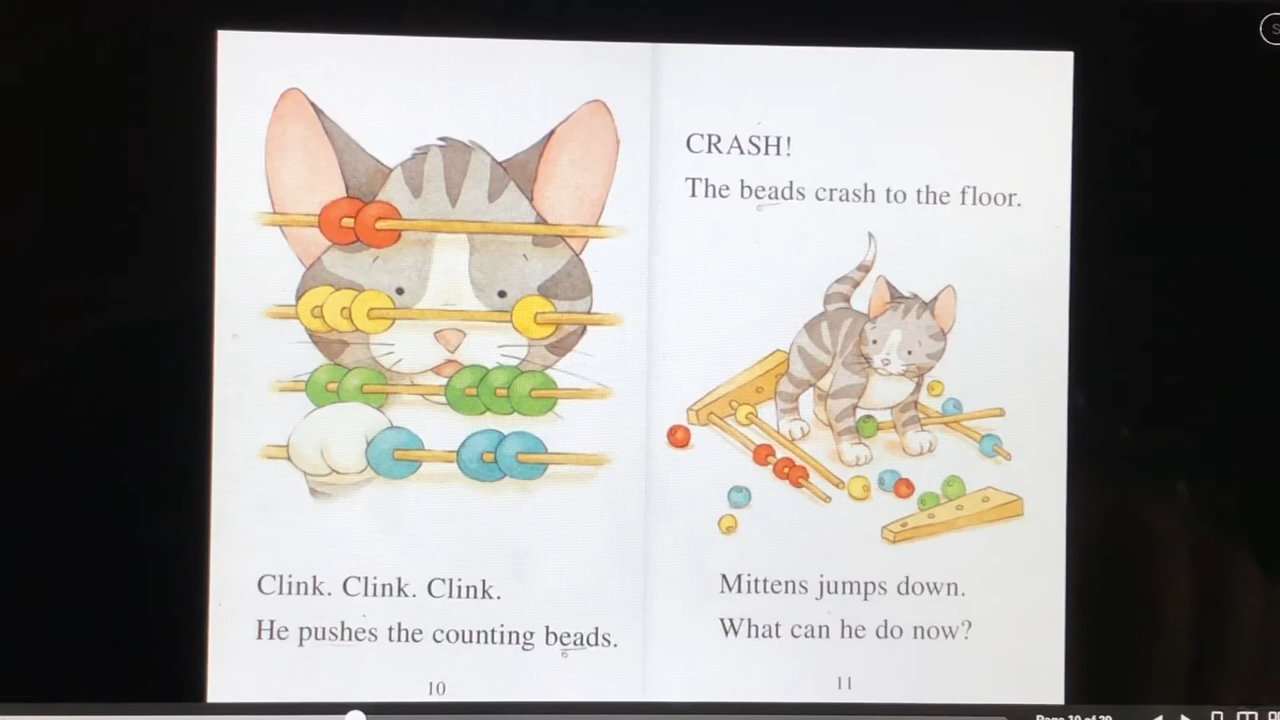 Clink. Clink. Clink.
He pushes the counting beads.
10
CRASH!
The beads crash to the floor.
Mittens jumps down.
What can he do now?
11